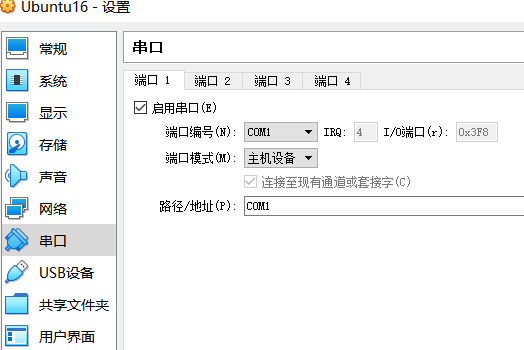 Ubuntu16 - 设置
常规
系统
显示
存储
声音
网络
串口
USB设备
共享文件夹
用户界面
串口
端口 1 端口 2 端口 3 端口 4
启用串口(E)
端口编号(N): COM1 IRQ: 4 I/O端口(r): 0x3F8
端口模式(M): 主机设备
连接至现有通道或套接字(C)
路径/地址(P): COM1